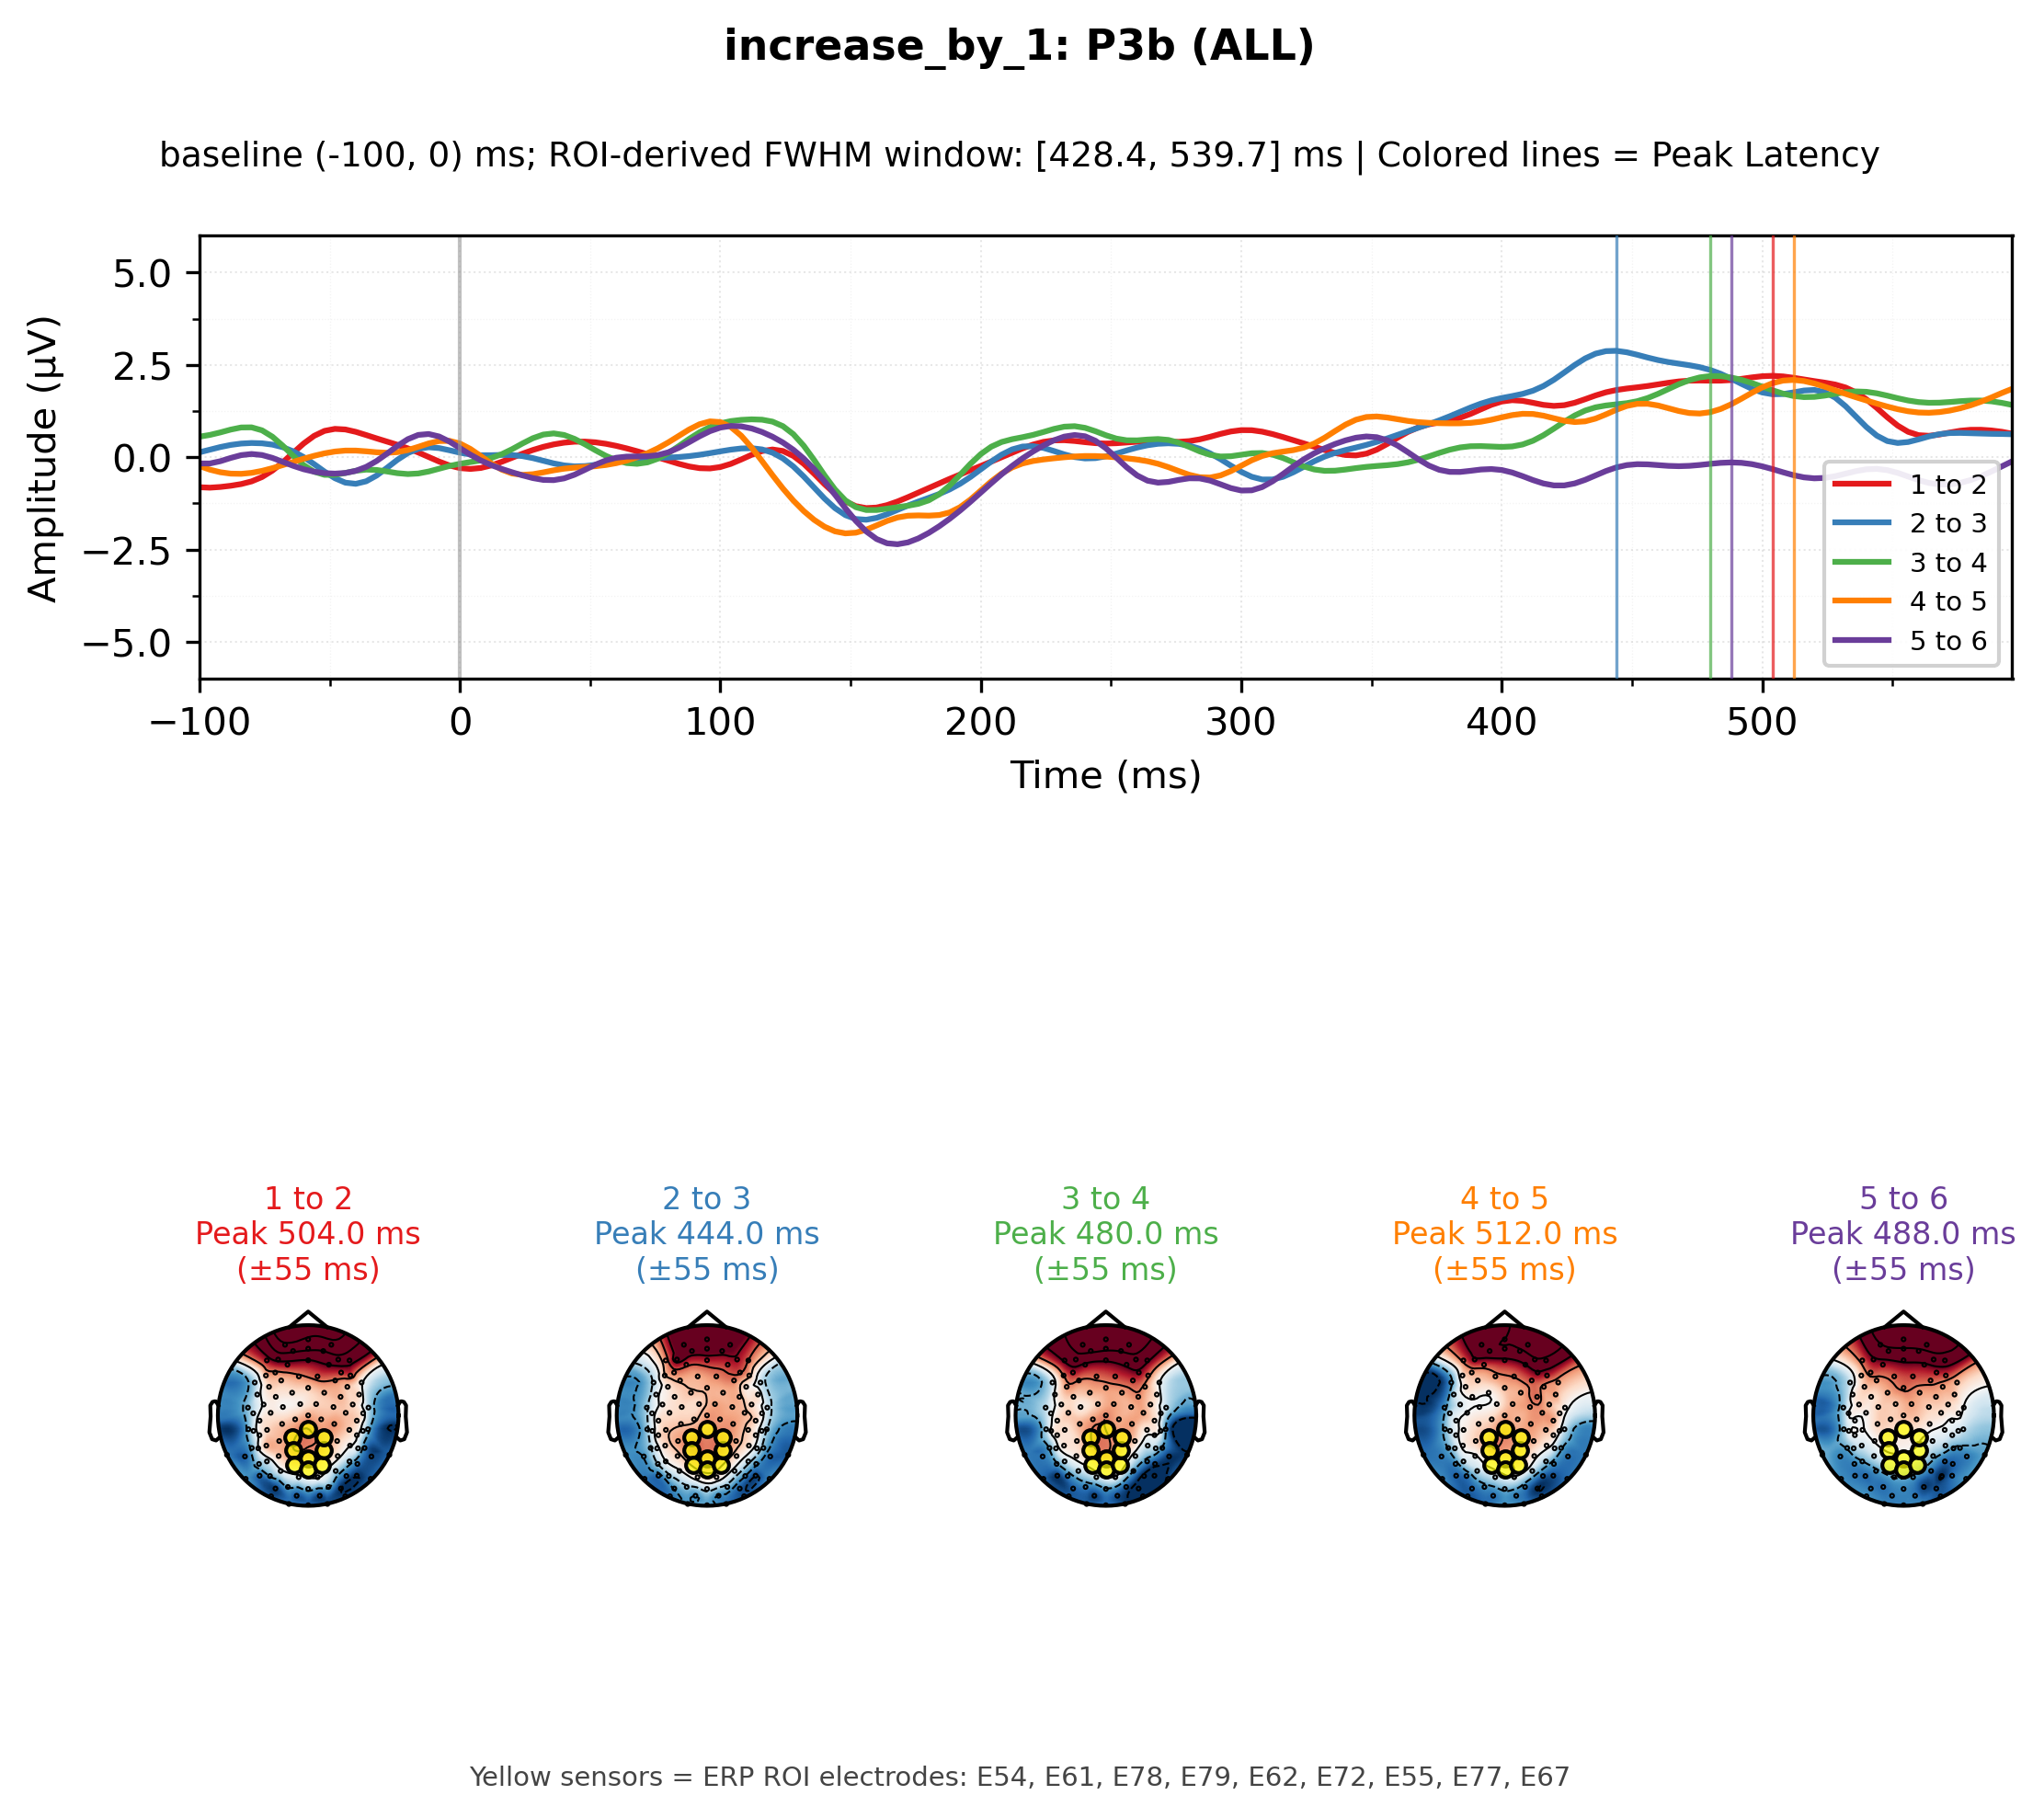 increase_by_1: P3b (ALL)
baseline (-100, 0) ms; ROI-derived FWHM window: [428.4, 539.7] ms | Colored lines = Peak Latency
Amplitude (µV)
5.0
2.5
0.0
−2.5
−5.0
1 to 2
2 to 3
3 to 4
4 to 5
5 to 6
−100
0
100
200
300
400
500
Time (ms)
1 to 2
Peak 504.0 ms
(±55 ms)
2 to 3
Peak 444.0 ms
(±55 ms)
3 to 4
Peak 480.0 ms
(±55 ms)
4 to 5
Peak 512.0 ms
(±55 ms)
5 to 6
Peak 488.0 ms
(±55 ms)
Yellow sensors = ERP ROI electrodes: E54, E61, E78, E79, E62, E72, E55, E77, E67